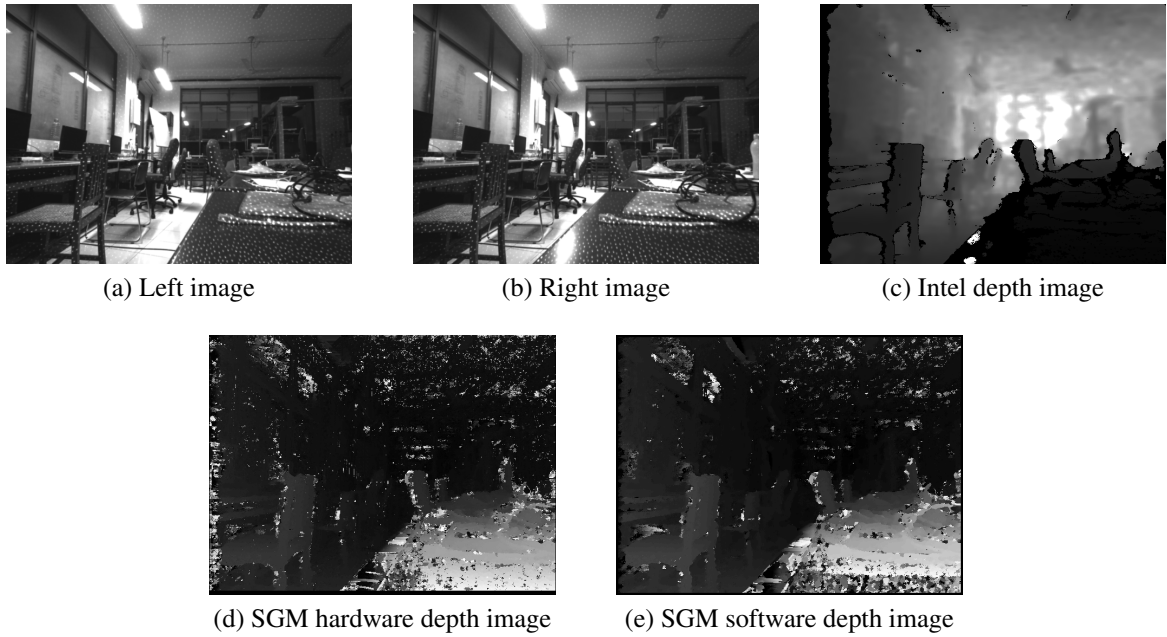 (a) Left image
(b) Right image
(c) Intel depth image
(d) SGM hardware depth image
(e) SGM software depth image